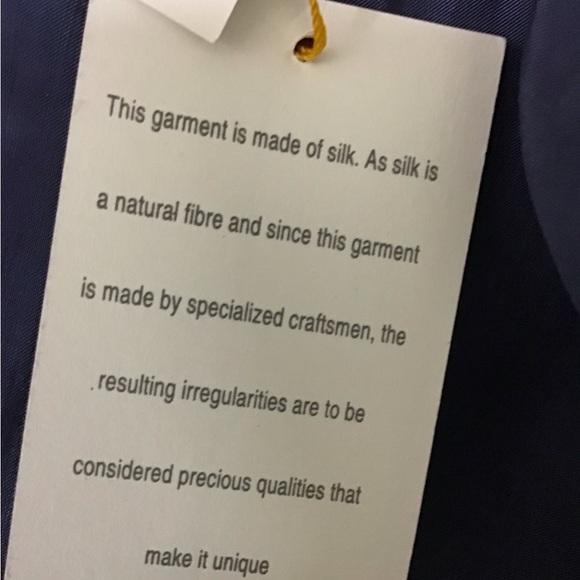 This garment is made of silk. As silk is
a natural fibre and since this garment
is made by specialized craftsmen, the
. resulting irregularities are to be
considered precious qualities that
make it unique